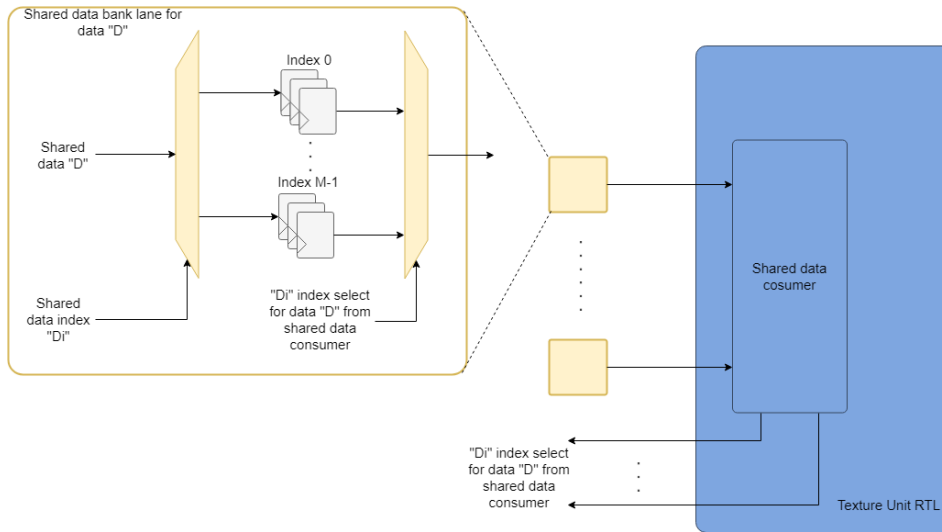 Shared data bank lane for
data "D"
Index 0
Shared
data "D"
Index M-1
Shared
data index
"Di"
"Di" index select
for data "D" from
shared data
consumer
Shared data
cosumer
"Di" index select
for data "D" from
shared data
consumer
Texture Unit RTL